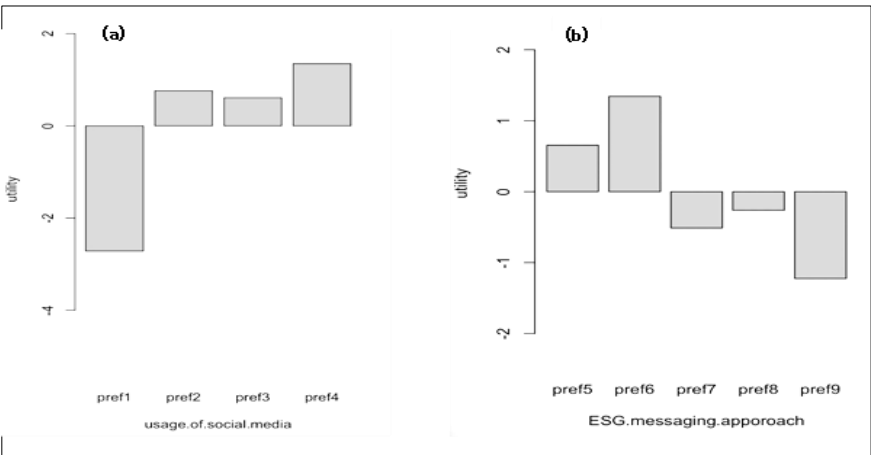 (a)
2
0
-2
-4
utility
pref1 pref2 pref3 pref4
usage.of.social.media
(b)
2
1
0
-1
-2
utility
pref5 pref6 pref7 pref8 pref9
ESG.messaging.apporoach